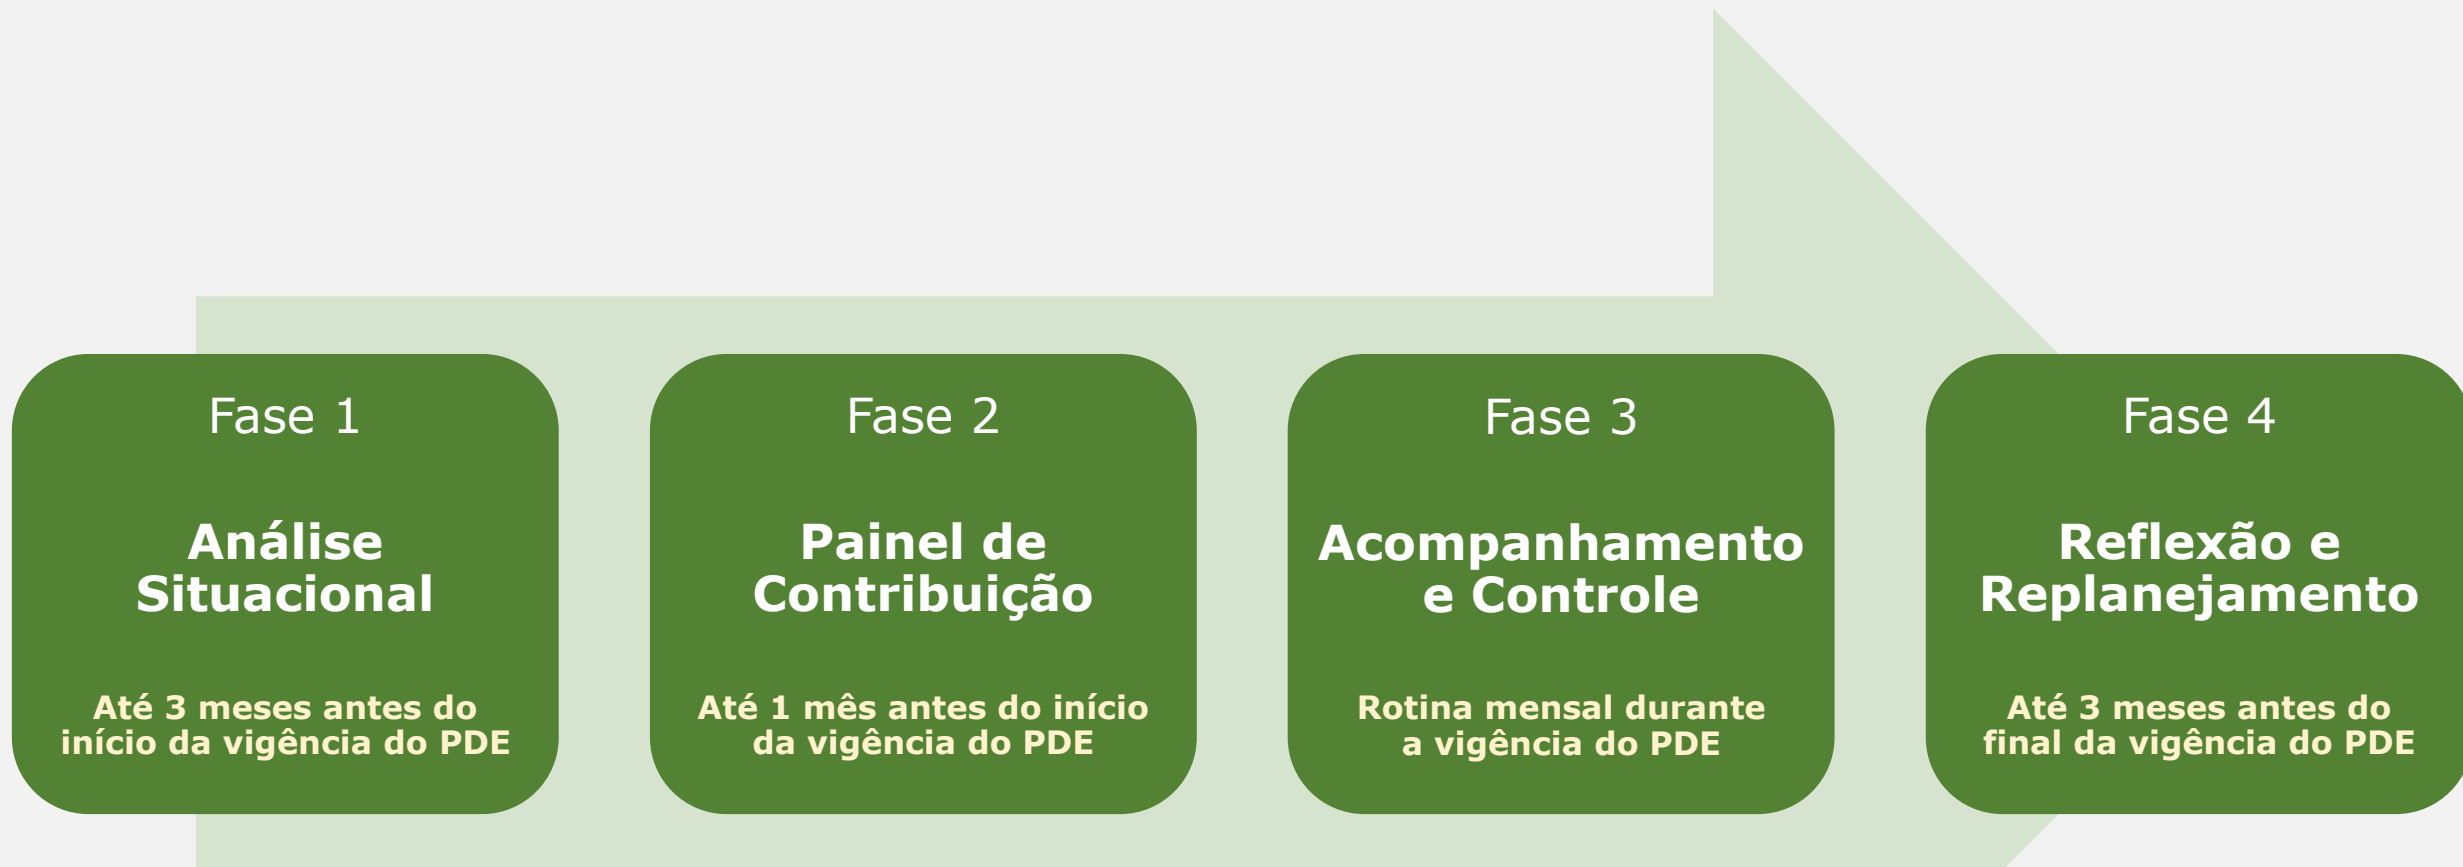 Fase 1
Análise
Situacional
Até 3 meses antes do
início da vigência do PDE
Fase 2
Painel de
Contribuição
Até 1 mês antes do início
da vigência do PDE
Fase 3
Acompanhamento
e Controle
Rotina mensal durante
a vigência do PDE
Fase 4
Reflexão e
Replanejamento
Até 3 meses antes do
final da vigência do PDE